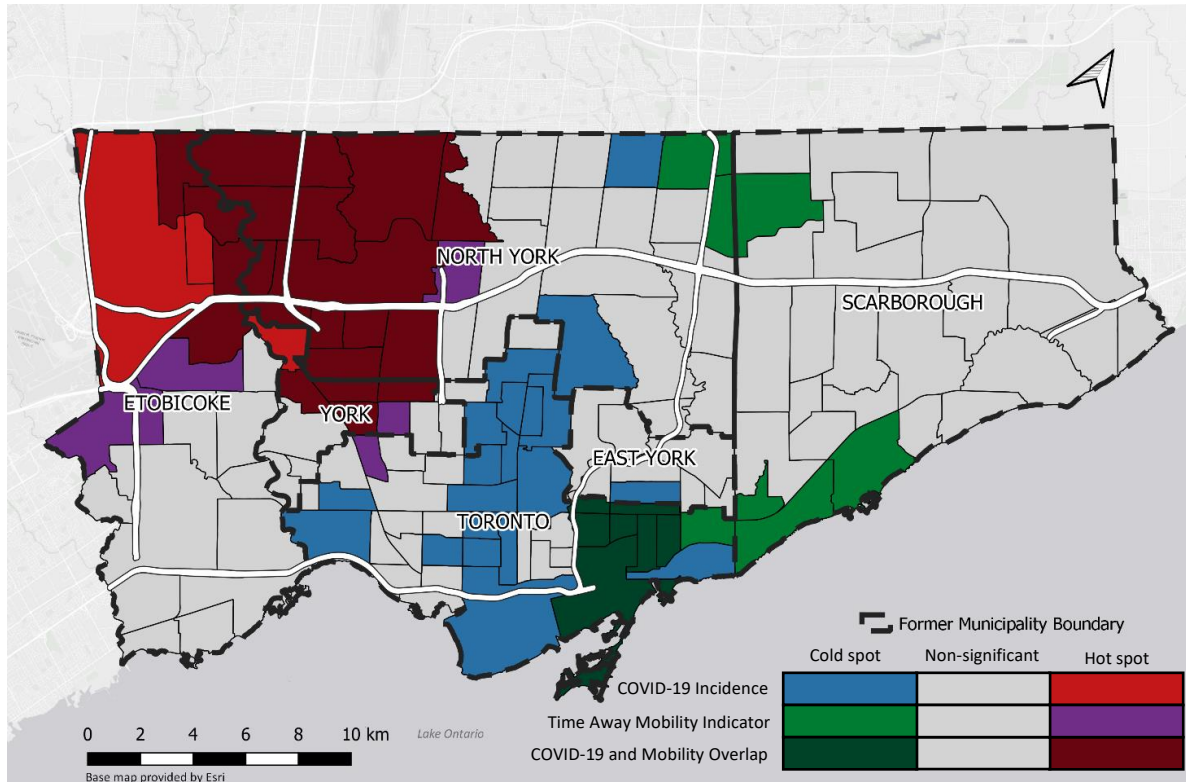 NORTH YORK
SCARBOROUGH
ETOBICOKE
YORK
EAST YORK
TORONTO
Former Municipality Boundary
Cold spot Non-significant Hot spot
COVID-19 Incidence
Time Away Mobility Indicator
COVID-19 and Mobility Overlap
0 2 4 6 8 10 km
Lake Ontario
Base map provided by Esri